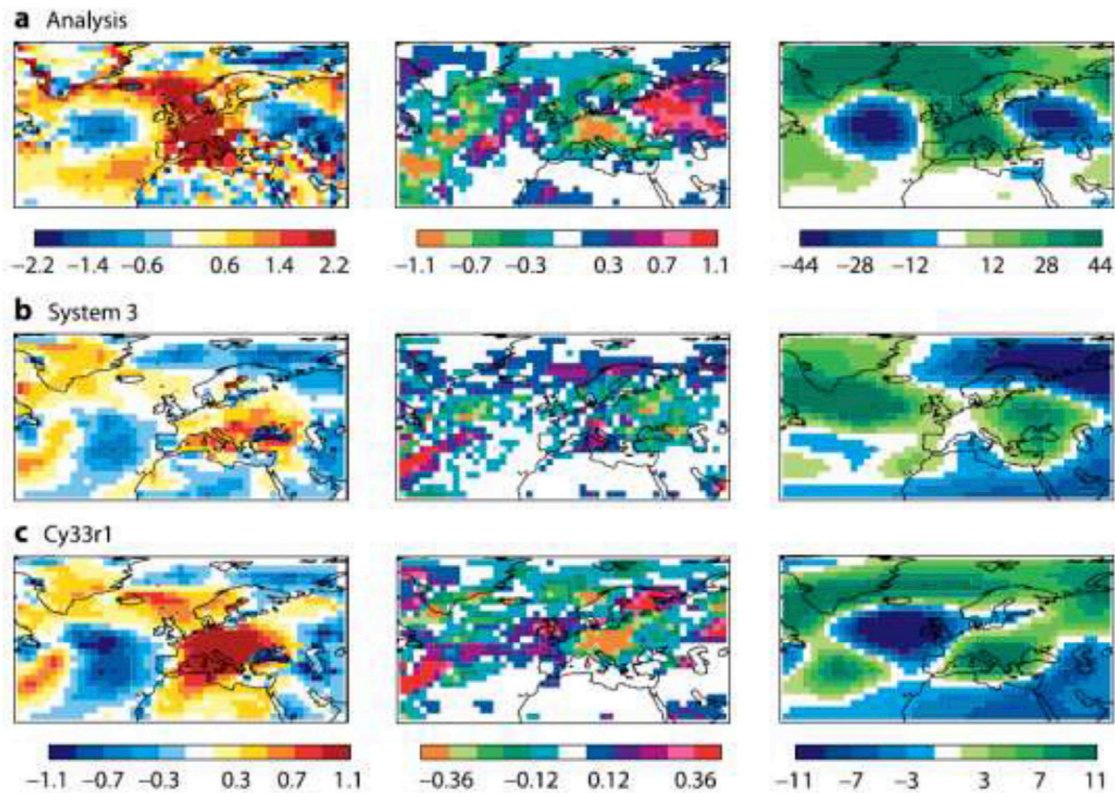 a Analysis
−2.2 −1.4 −0.6 0.6 1.4 2.2
−1.1 −0.7 −0.3 0.3 0.7 1.1
−44 −28 −12 12 28 44
b System 3
c Cy33r1
−1.1 −0.7 −0.3 0.3 0.7 1.1
−0.36 −0.12 0.12 0.36
−11 −7 −3 3 7 11